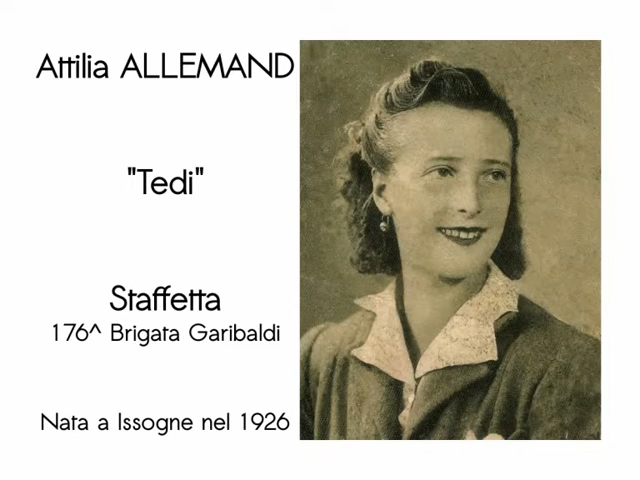 Attilia ALLEMAND
"Tedi"
Staffetta
176^ Brigata Garibaldi
Nata a Issogne nel 1926